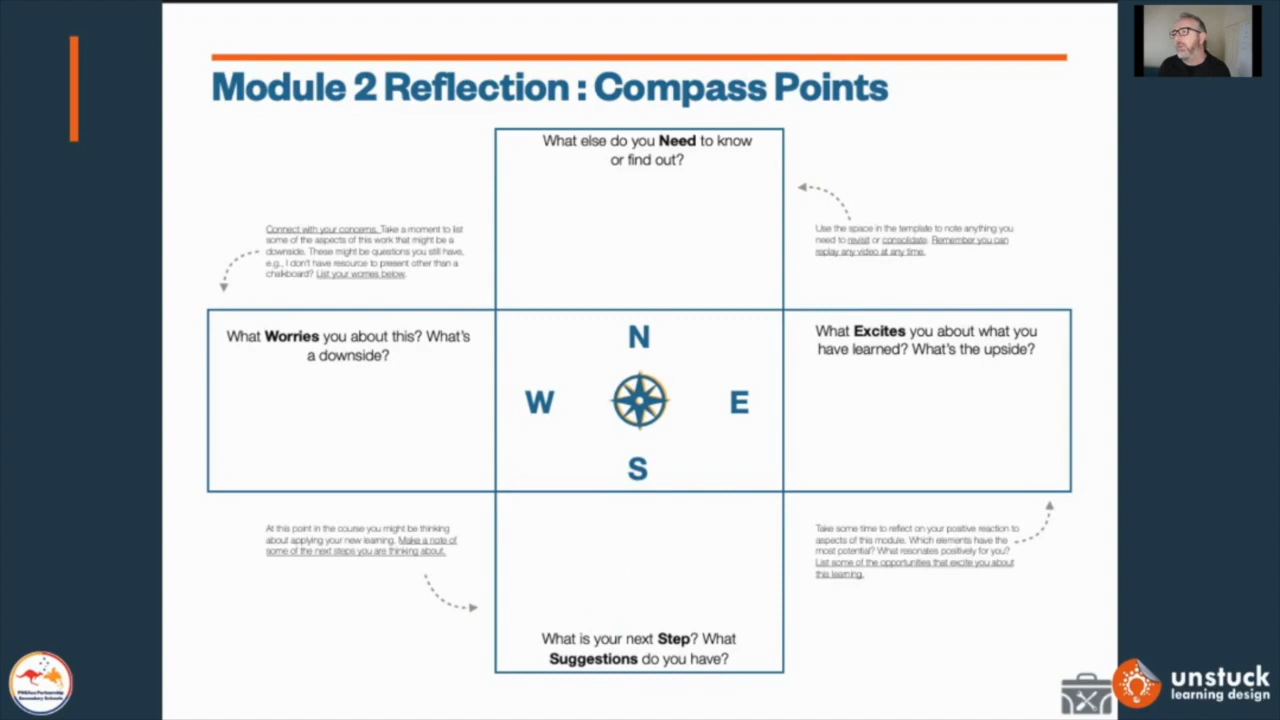 Module 2 Reflection : Compass Points
What else do you Need to know
or find out?
Connect with your concerns. Take a moment to list
some of the aspects of this work that might be a
downside. These might be questions you still have,
e.g., I don't have resource to present other than a
chalkboard? List your worries below.
Use the space in the template to note anything you
need to revisit or consolidate. Remember you can
replay any video at any time.
What Worries you about this? What's
a downside?
N
W
E
S
What Excites you about what you
have learned? What's the upside?
At this point in the course you might be thinking
about applying your new learning. Make a note of
some of the next steps you are thinking about.
Take some time to reflect on your positive reaction to
aspects of this module. Which elements have the
most potential? What resonates positively for you?
List some of the opportunities that excite you about
this learning.
What is your next Step? What
Suggestions do you have?
Partnership
Secondary Schools
unstuck
learning design